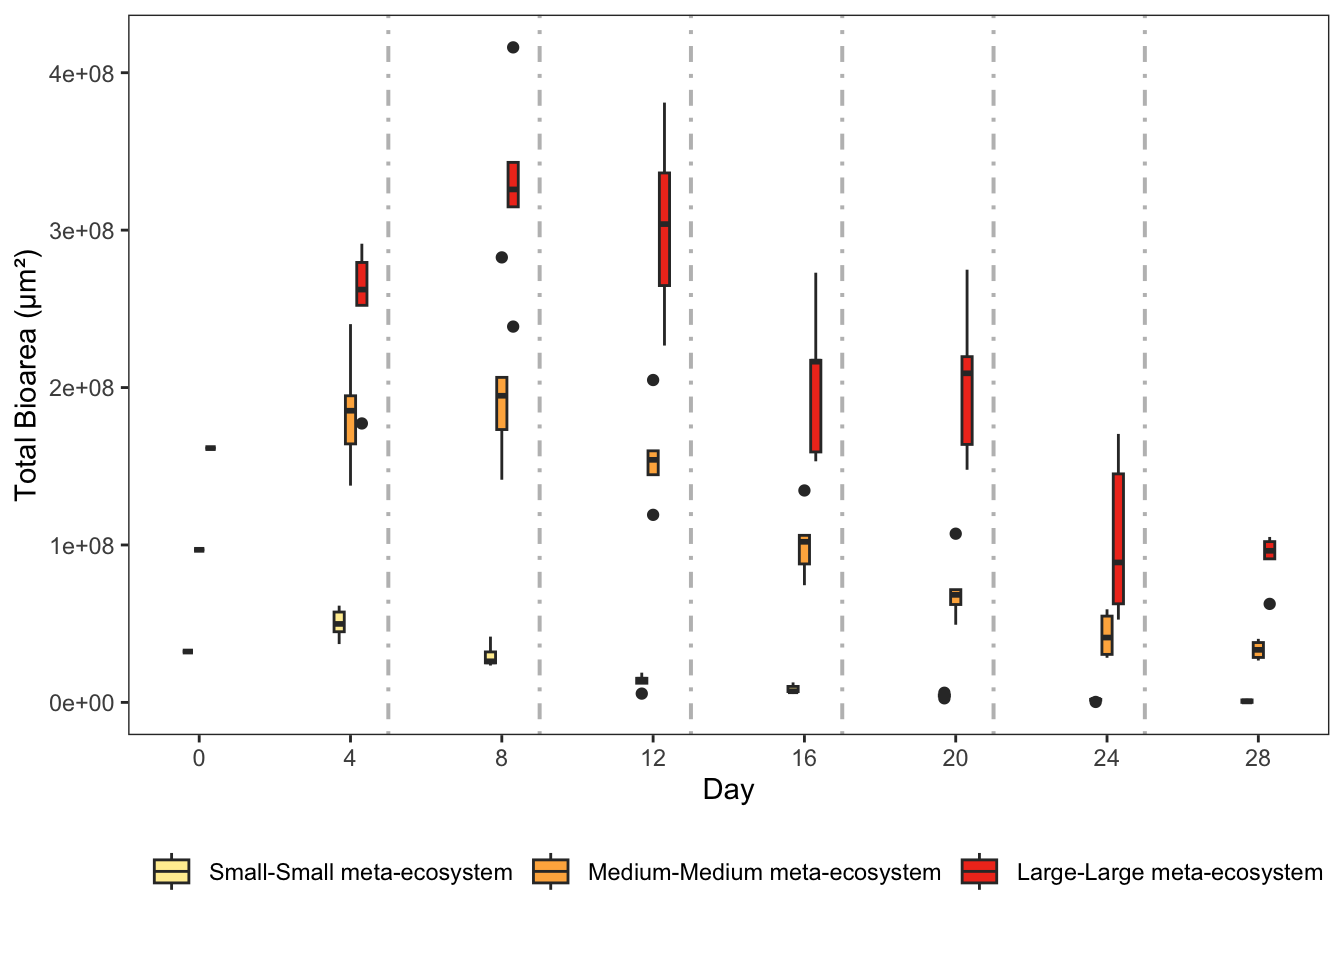 4e+08
3e+08
2e+08
1e+08
0e+00
Total Bioarea (µm²)
0 4 8 12 16 20 24 28
Day
Small-Small meta-ecosystem Medium-Medium meta-ecosystem Large-Large meta-ecosystem